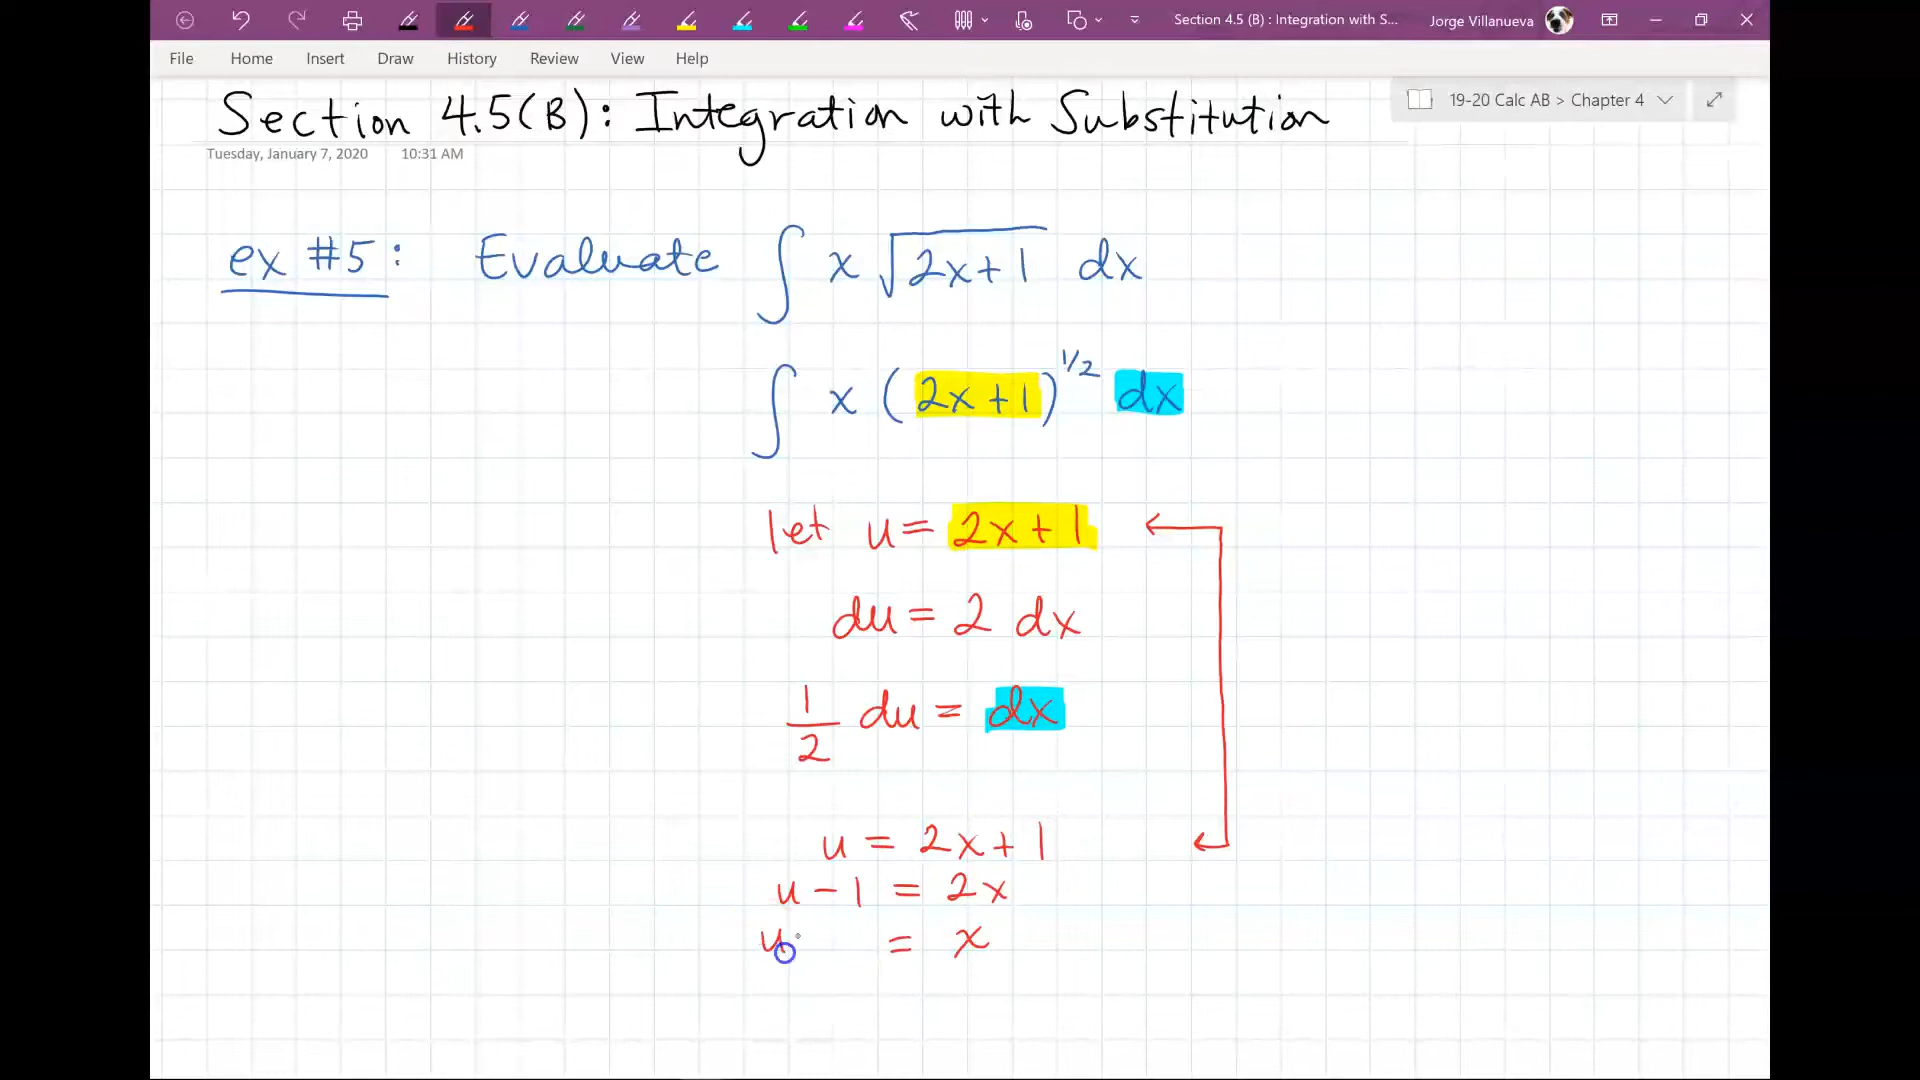 Section 4.5 (B) : Integration with S... Jorge Villanueva
File Home Insert Draw History Review View Help
Section 4.5(B): Integration with Substitution
19-20 Calc AB > Chapter 4
Tuesday, January 7, 2020 10:31 AM
ex #5: Evaluate ∫ x √(2x+1) dx
∫ x (2x+1)^1/2 dx
let u = 2x+1
du = 2 dx
1/2 du = dx
u = 2x+1
u - 1 = 2x
u = x